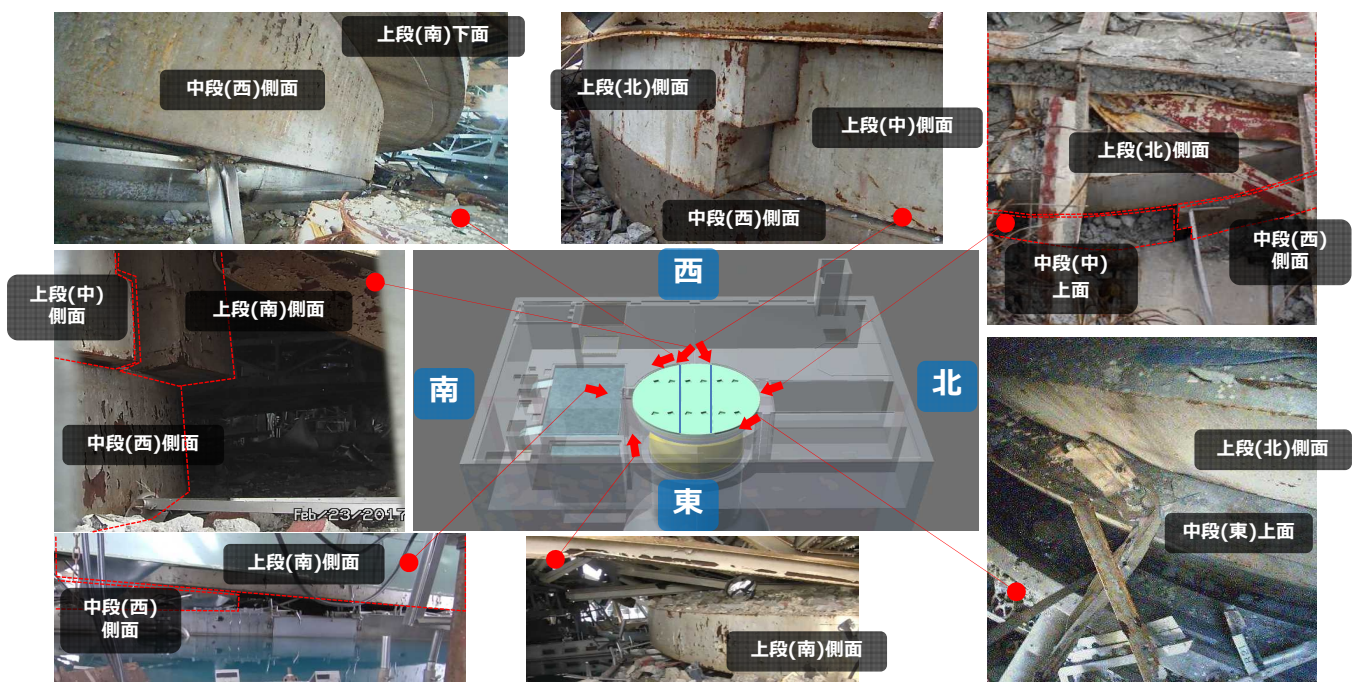 上段(南)下面
中段(西)側面
上段(北)側面
上段(中)側面
中段(西)側面
上段(北)側面
中段(中)
上面
中段(西)
側面
上段(中)
側面
上段(南)側面
中段(西)側面
Feb/23/2017
西
南
北
東
上段(北)側面
中段(東)上面
上段(南)側面
中段(西)
側面
上段(南)側面